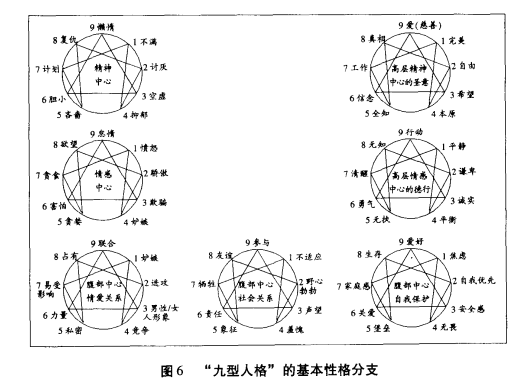 9 懒惰
8 复仇
1 不满
7 计划
精神
中心
2 讨厌
6 胆小
3 空虚
5 吝啬
4 抑郁
9 爱(慈善)
8 真相
1 完美
7 工作
高层精神
中心的圣意
2 自由
6 信念
3 希望
5 全知
4 本原
9 怠惰
8 欲望
1 愤怒
7 贪食
情感
中心
2 骄傲
6 害怕
3 欺骗
5 贪婪
4 妒嫉
9 行动
8 无知
1 平静
7 清醒
高层情感
中心的德行
2 谦卑
6 勇气
3 诚实
5 无执
4 平衡
9 联合
8 占有
1 妒嫉
7 易受
影响
腹部中心
情爱关系
2 进攻
6 力量
3 男性/女
人形象
5 私密
4 竞争
9 参与
8 友谊
1 不适应
7 牺牲
腹部中心
社会关系
2 野心
勃勃
6 责任
3 声望
5 象征
4 羞愧
9 爱好
8 生存
1 焦虑
7 家庭感
腹部中心
自我保护
2 自我优先
6 关爱
3 安全感
5 堡垒
4 无畏
图6 “九型人格”的基本性格分支